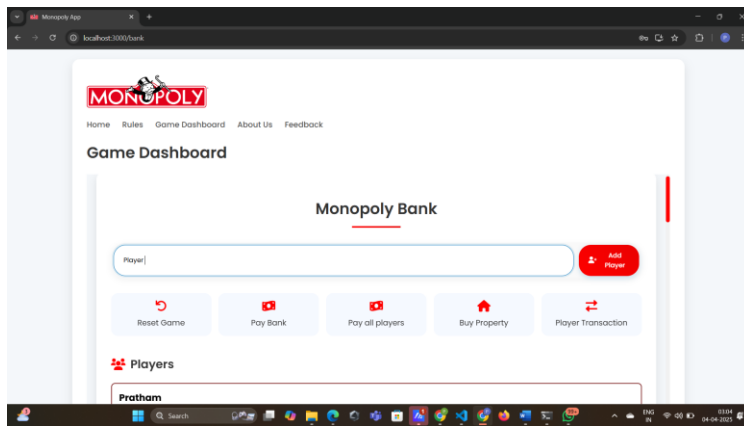 Monopoly App
localhost:3000/bank
MONOPOLY
Home Rules Game Dashboard About Us Feedback
Game Dashboard
Monopoly Bank
Player
Add
Player
Reset Game Pay Bank Pay all players Buy Property Player Transaction
Players
Pratham
Search
ENG
IN
03:04
04-04-2025